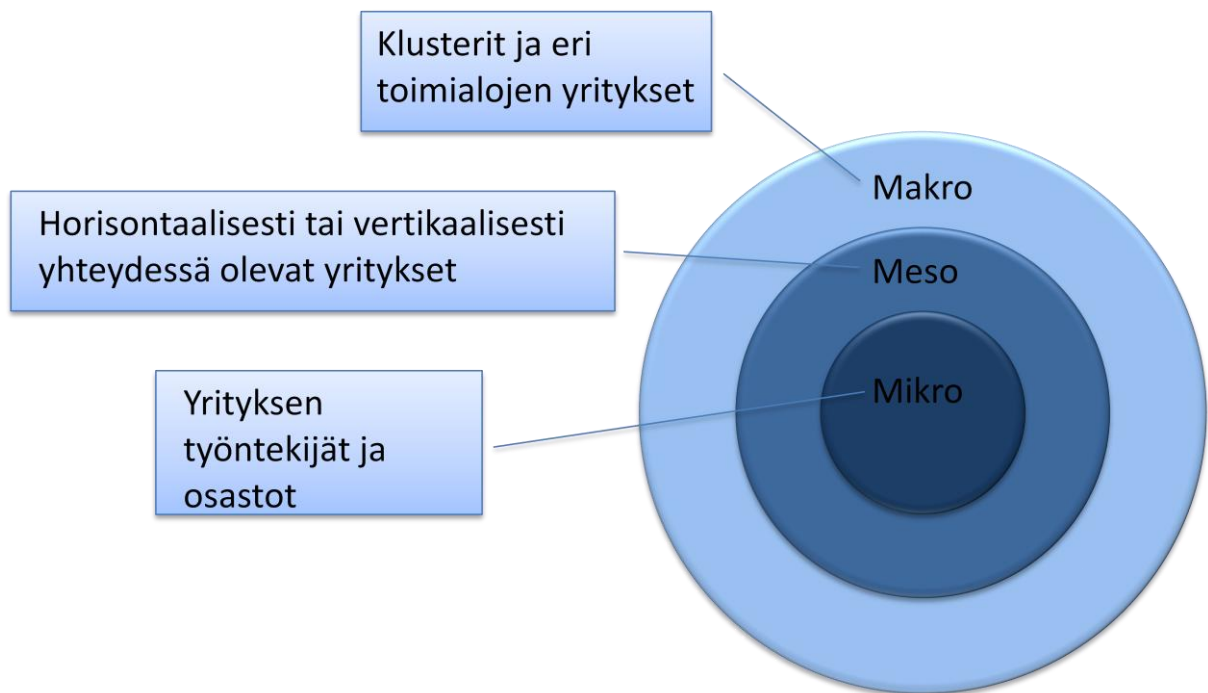 Klusterit ja eri
toimialojen yritykset
Makro
Horisontaalisesti tai vertikaalisesti
yhteydessä olevat yritykset
Meso
Yrityksen
työntekijät ja
osastot
Mikro